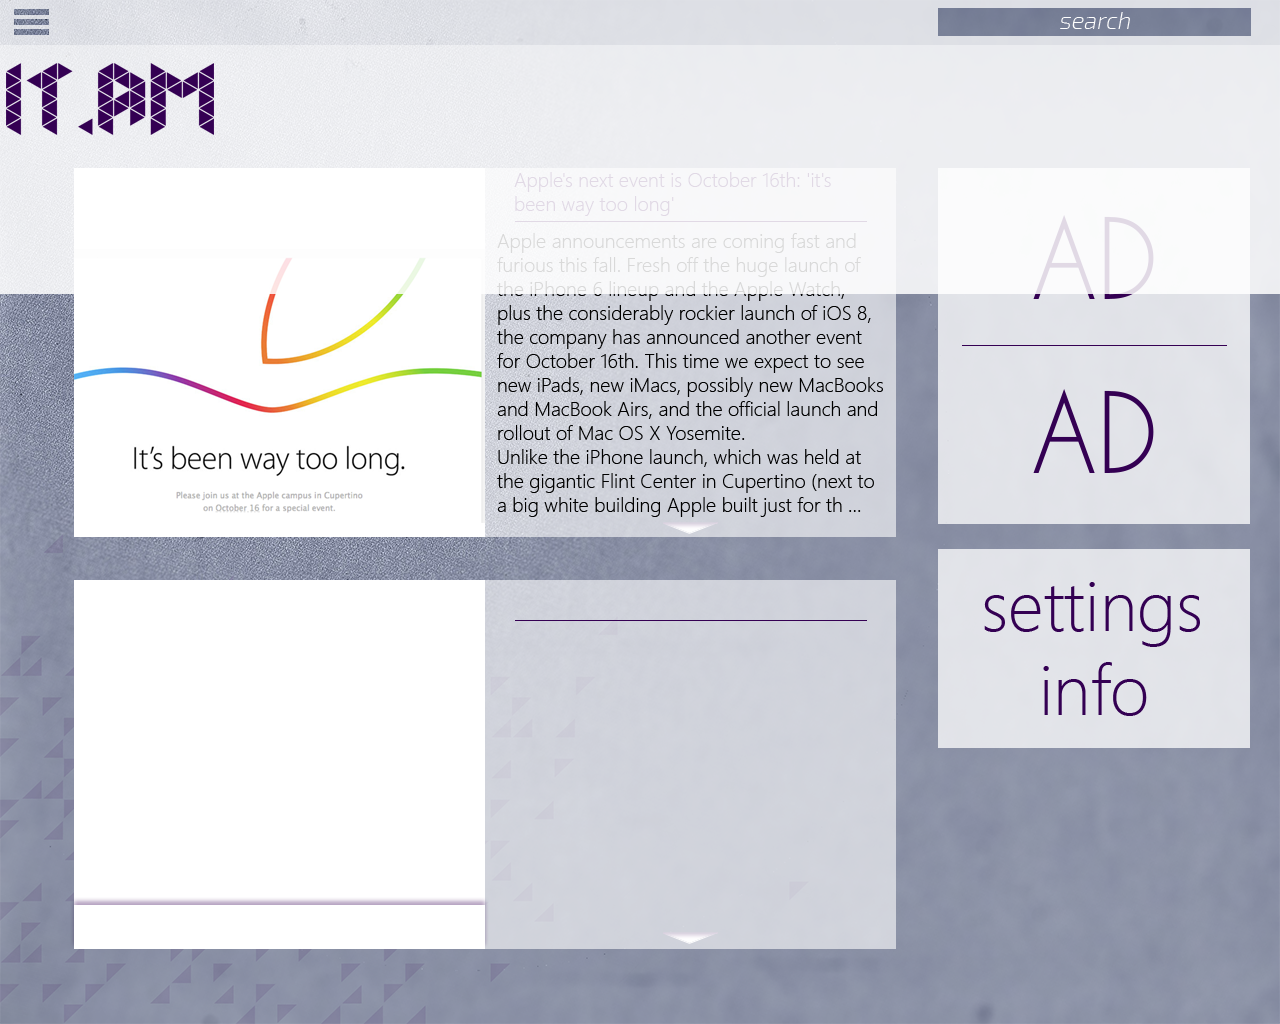 search
IT.AM
Apple's next event is October 16th: 'it's
been way too long'
Apple announcements are coming fast and
furious this fall. Fresh off the huge launch of
the iPhone 6 lineup and the Apple Watch,
plus the considerably rockier launch of iOS 8,
the company has announced another event
for October 16th. This time we expect to see
new iPads, new iMacs, possibly new MacBooks
and MacBook Airs, and the official launch and
rollout of Mac OS X Yosemite.
Unlike the iPhone launch, which was held at
the gigantic Flint Center in Cupertino (next to
a big white building Apple built just for th ...
It's been way too long.
Please join us at the Apple campus in Cupertino
on October 16 for a special event.
AD
AD
settings
info